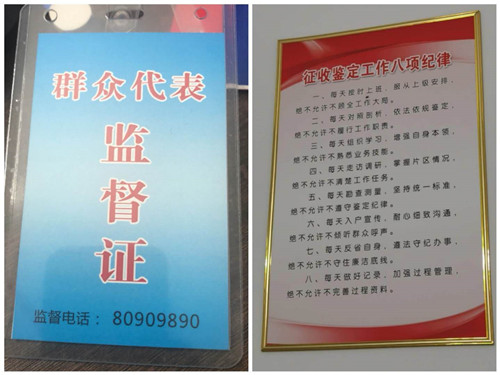 群众代表
监
督
证
监督电话： 80909890
征收鉴定工作八项纪律
一、每天按时上班，服从上级安排，
绝不允许不顾全工作大局。
二、每天对照剖析，依法依规鉴定，
绝不允许不履行工作职责。
三、每天组织学习，增强自身本领，
绝不允许不熟悉业务技能。
四、每天走访调研，掌握片区情况，
绝不允许不清楚工作任务。
五、每天勘查测量，坚持统一标准，
绝不允许不遵守鉴定纪律。
六、每天入户宣传，耐心细致沟通，
绝不允许不倾听群众呼声。
七、每天反省自身，遵法守纪办事，
绝不允许不守住廉洁底线。
八、每天做好记录，加强过程管理，
绝不允许不完善过程资料。